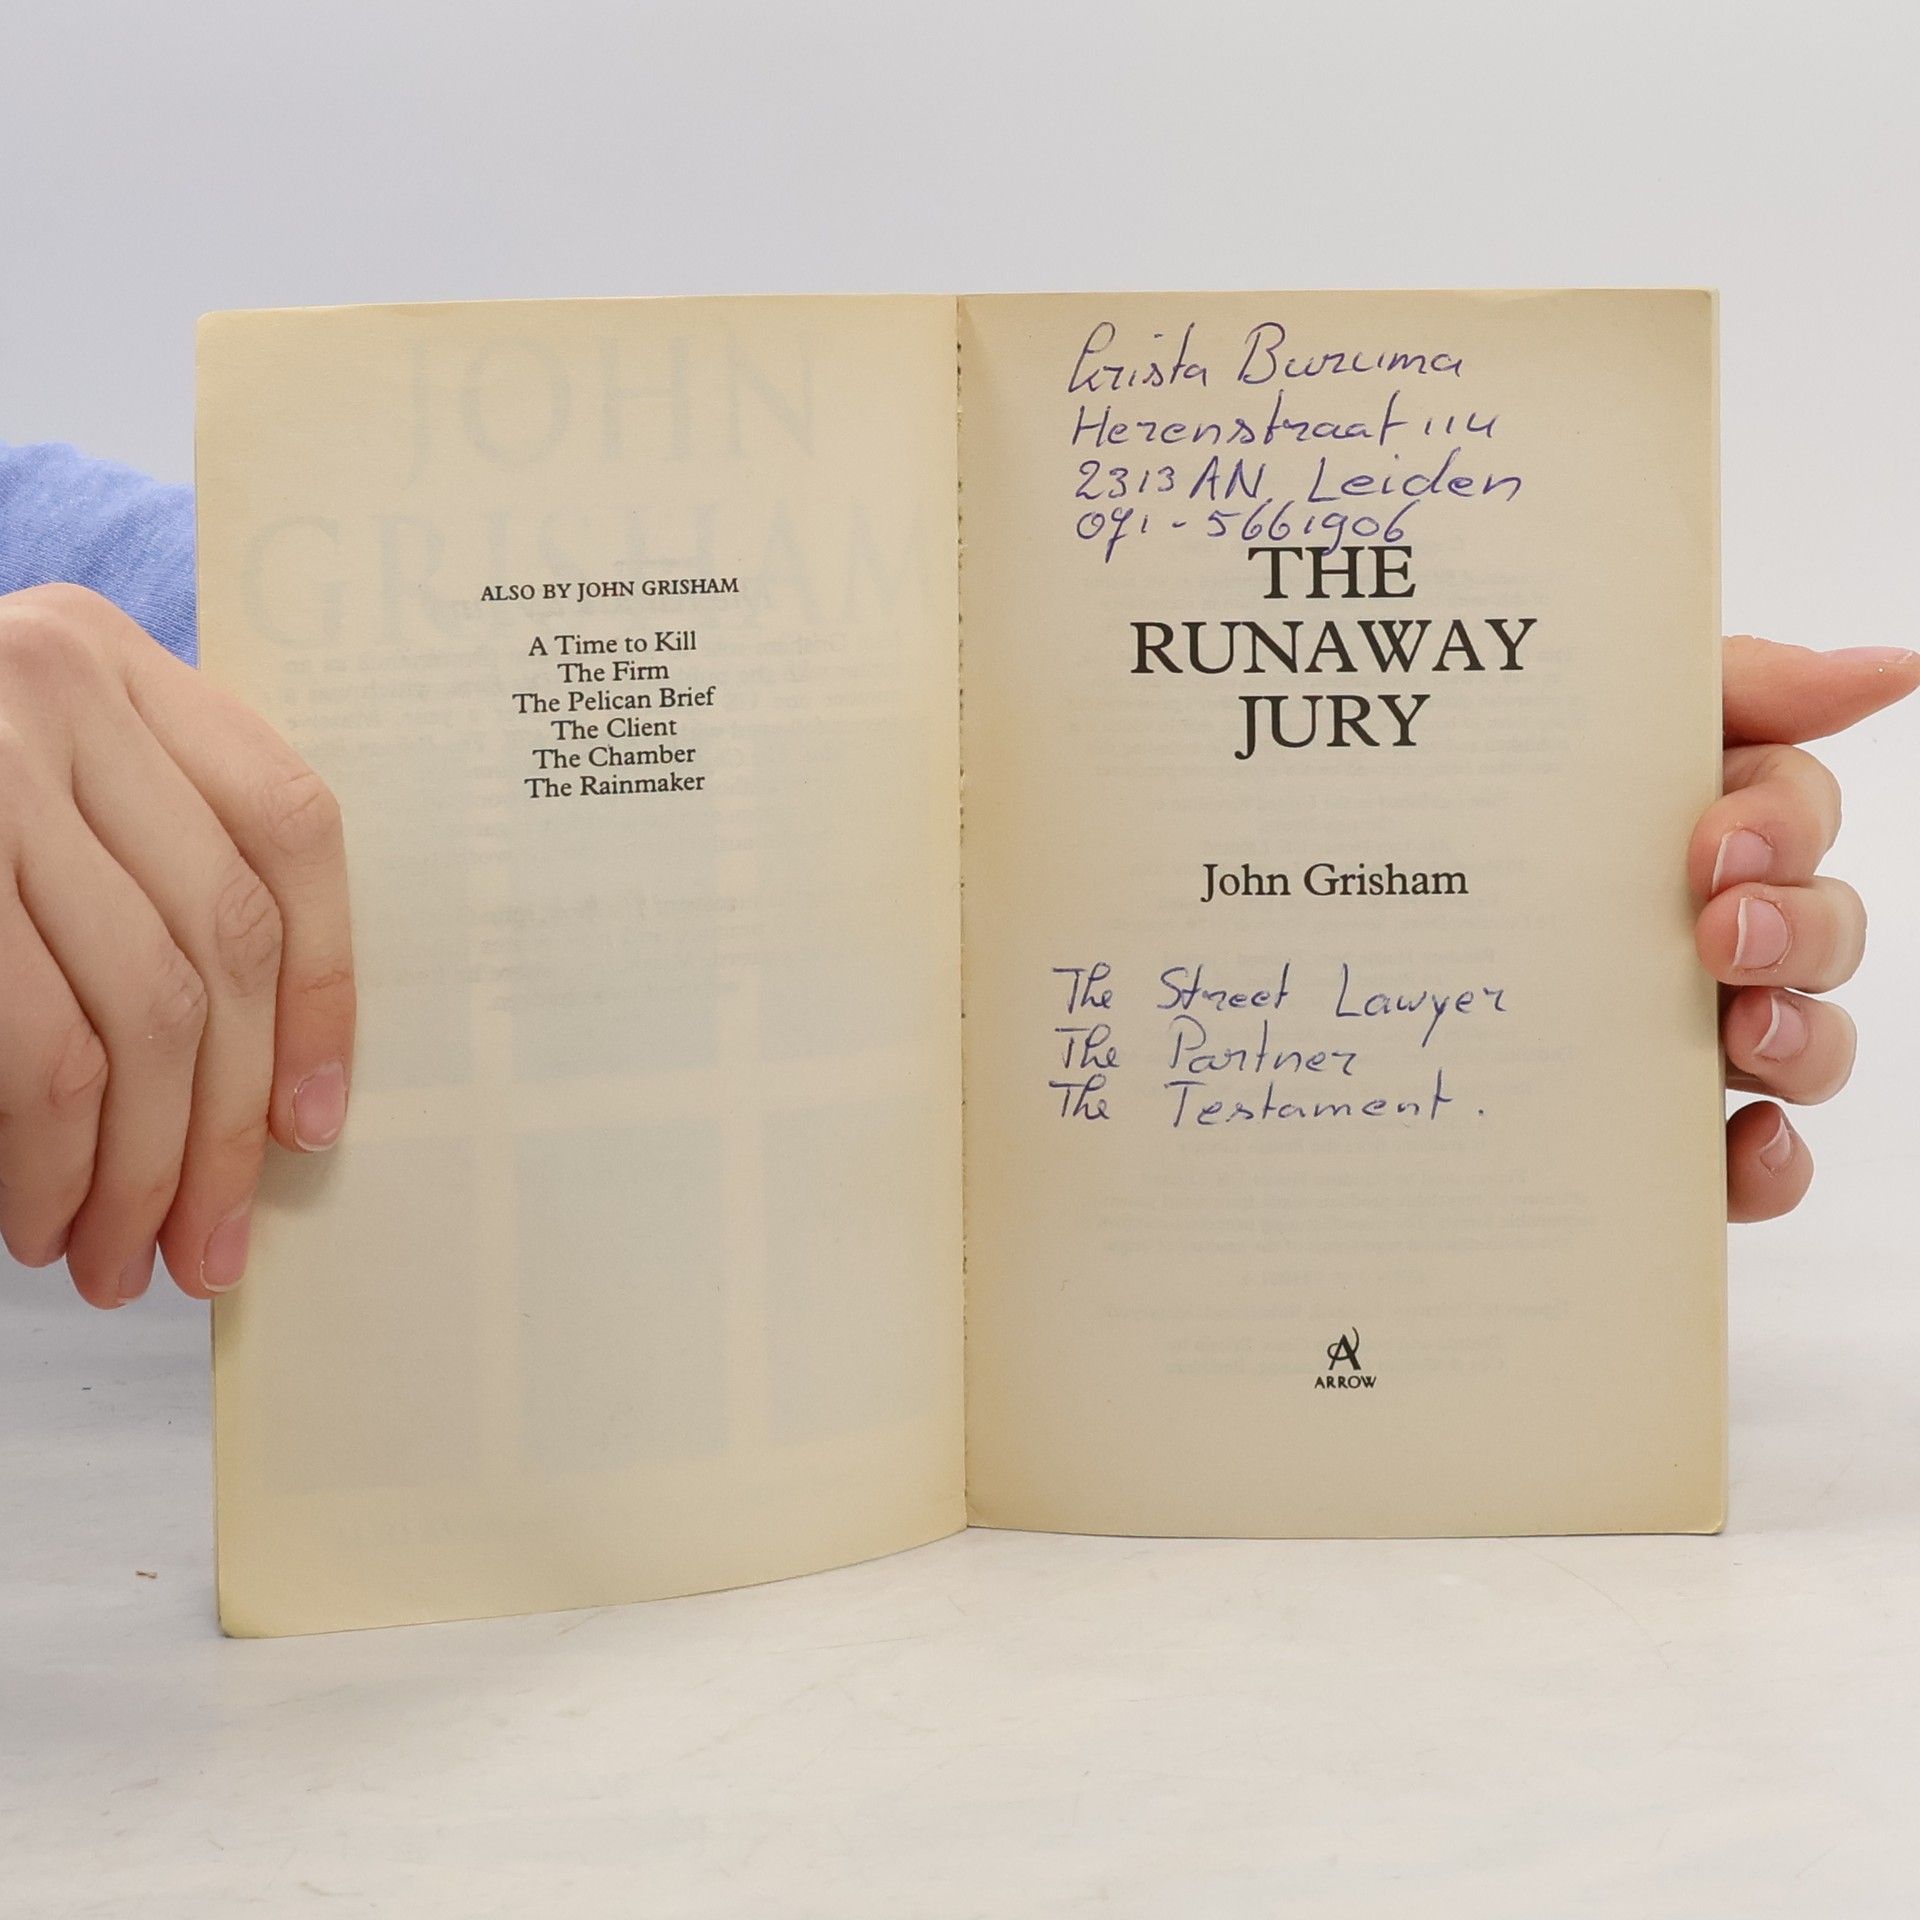 ALSO BY JOHN GRISHAM
A Time to Kill
The Firm
The Pelican Brief
The Client
The Chamber
The Rainmaker
Krista Buruma
Herenstraat 114
2313 AN Leiden
071 - 5661906
THE
RUNAWAY
JURY
John Grisham
The Street Lawyer
The Partner
The Testament.
ARROW